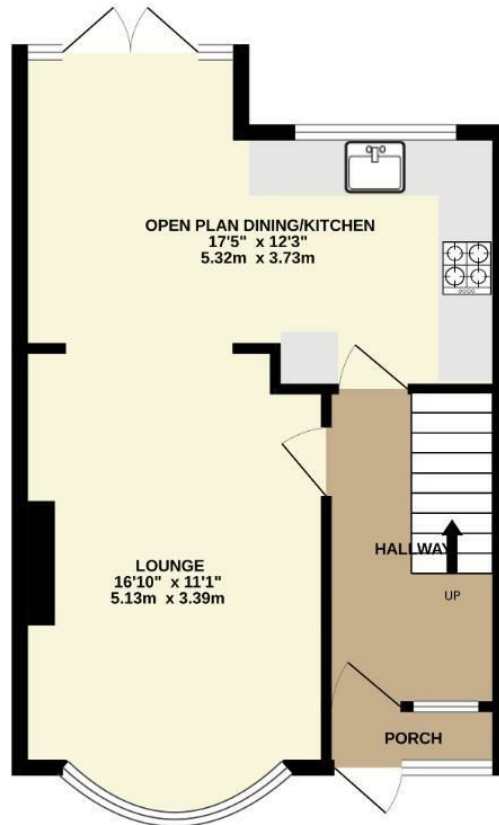 OPEN PLAN DINING/KITCHEN
17'5" x 12'3"
5.32m x 3.73m
LOUNGE
16'10" x 11'1"
5.13m x 3.39m
HALLWAY
UP
PORCH